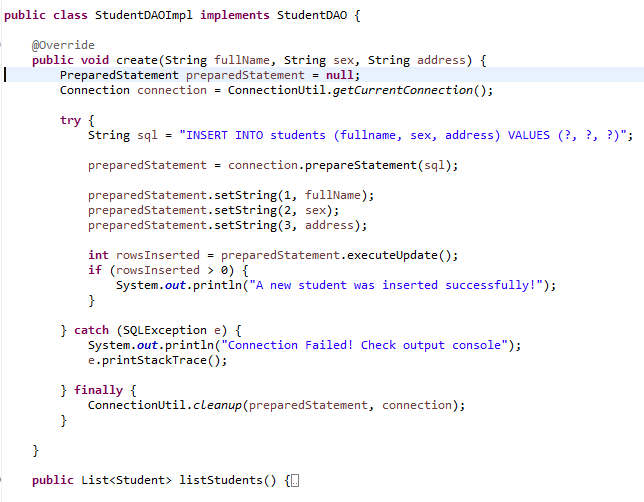 public class StudentDAOImpl implements StudentDAO {
@Override
public void create(String fullName, String sex, String address) {
PreparedStatement preparedStatement = null;
Connection connection = ConnectionUtil.getCurrentConnection();
try {
String sql = "INSERT INTO students (fullname, sex, address) VALUES (?, ?, ?)";
preparedStatement = connection.prepareStatement(sql);
preparedStatement.setString(1, fullName);
preparedStatement.setString(2, sex);
preparedStatement.setString(3, address);
int rowsInserted = preparedStatement.executeUpdate();
if (rowsInserted > 0) {
System.out.println("A new student was inserted successfully!");
}
} catch (SQLException e) {
System.out.println("Connection Failed! Check output console");
e.printStackTrace();
} finally {
ConnectionUtil.cleanup(preparedStatement, connection);
}
}
public List<Student> listStudents() {